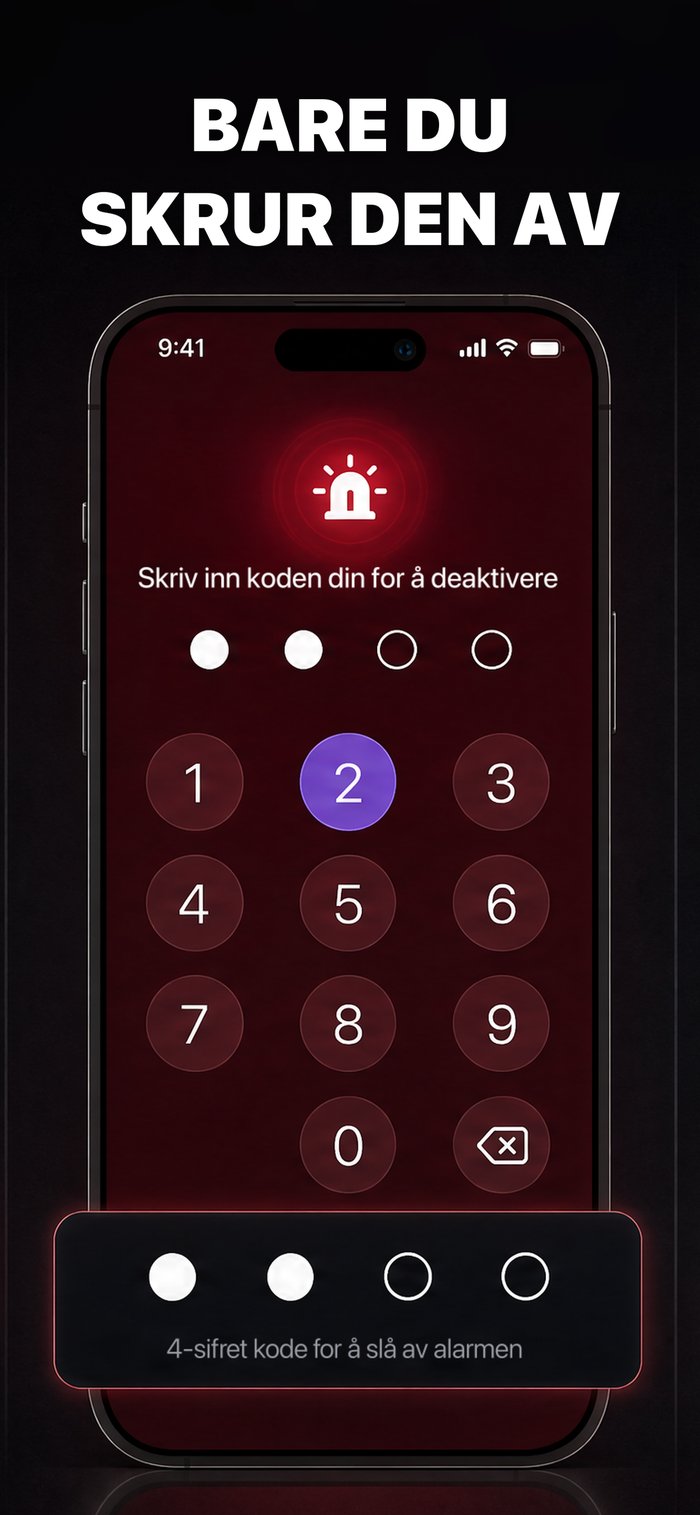 BARE DU
SKRUR DEN AV
9:41
Skriv inn koden din for å deaktivere
1 2 3
4 5 6
7 8 9
0
4-sifret kode for å slå av alarmen